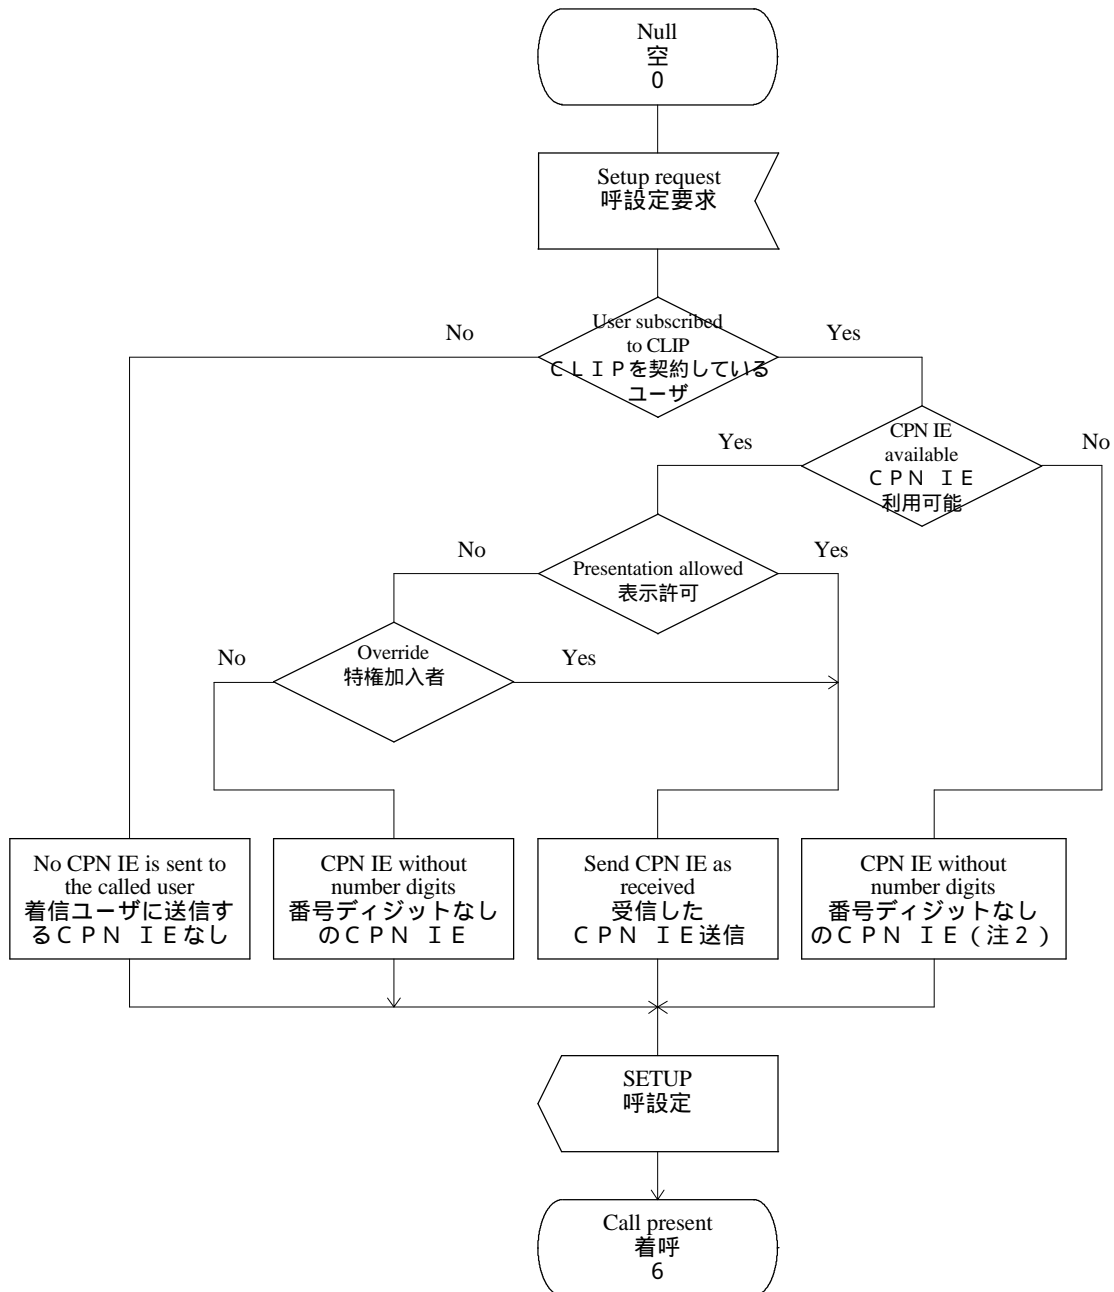 Null
空
0
Setup request
呼設定要求
No
User subscribed
to CLIP
ＣＬＩＰを契約している
ユーザ
Yes
Yes
CPN IE
available
ＣＰＮ ＩＥ
利用可能
No
No
Presentation allowed
表示許可
Yes
No
Override
特権加入者
Yes
No CPN IE is sent to
the called user
着信ユーザに送信す
るＣＰＮ ＩＥなし
CPN IE without
number digits
番号ディジットなし
のＣＰＮ ＩＥ
Send CPN IE as
received
受信した
ＣＰＮ ＩＥ送信
CPN IE without
number digits
番号ディジットなし
のＣＰＮ ＩＥ（注２）
SETUP
呼設定
Call present
着呼
6